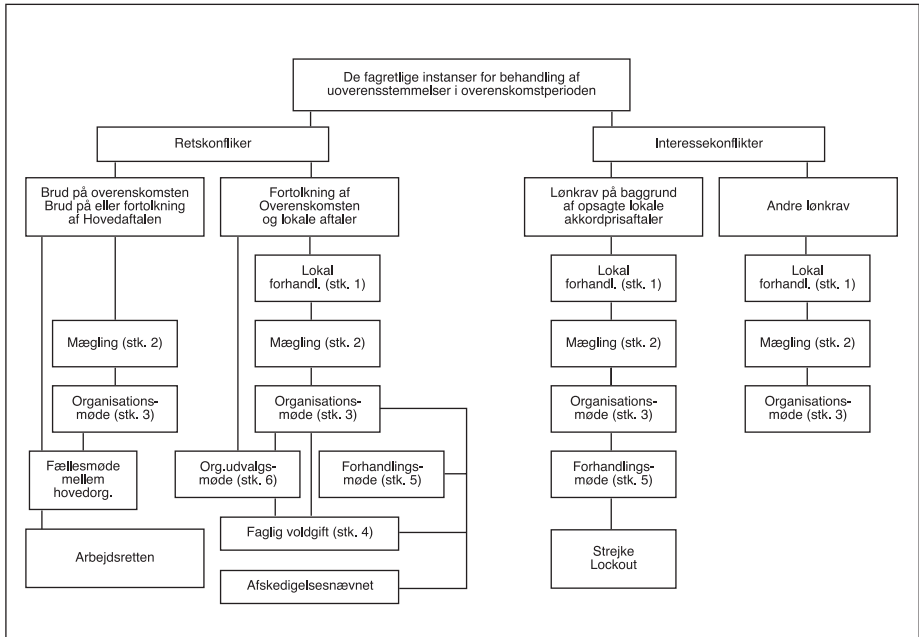 De fagretlige instanser for behandling af
uoverensstemmelser i overenskomstperioden
Retskonfliker
Interessekonflikter
Brud på overenskomsten
Brud på eller fortolkning
af Hovedaftalen
Fortolkning af
Overenskomsten
og lokale aftaler
Lønkrav på baggrund
af opsagte lokale
akkordprisaftaler
Andre lønkrav
Lokal
forhandl. (stk. 1)
Lokal
forhandl. (stk. 1)
Lokal
forhandl. (stk. 1)
Mægling (stk. 2)
Mægling (stk. 2)
Mægling (stk. 2)
Mægling (stk. 2)
Organisations-
møde (stk. 3)
Organisations-
møde (stk. 3)
Organisations-
møde (stk. 3)
Organisations-
møde (stk. 3)
Fællesmøde
mellem
hovedorg.
Org.udvalgs-
møde (stk. 6)
Forhandlings-
møde (stk. 5)
Forhandlings-
møde (stk. 5)
Faglig voldgift (stk. 4)
Arbejdsretten
Strejke
Lockout
Afskedigelsesnævnet